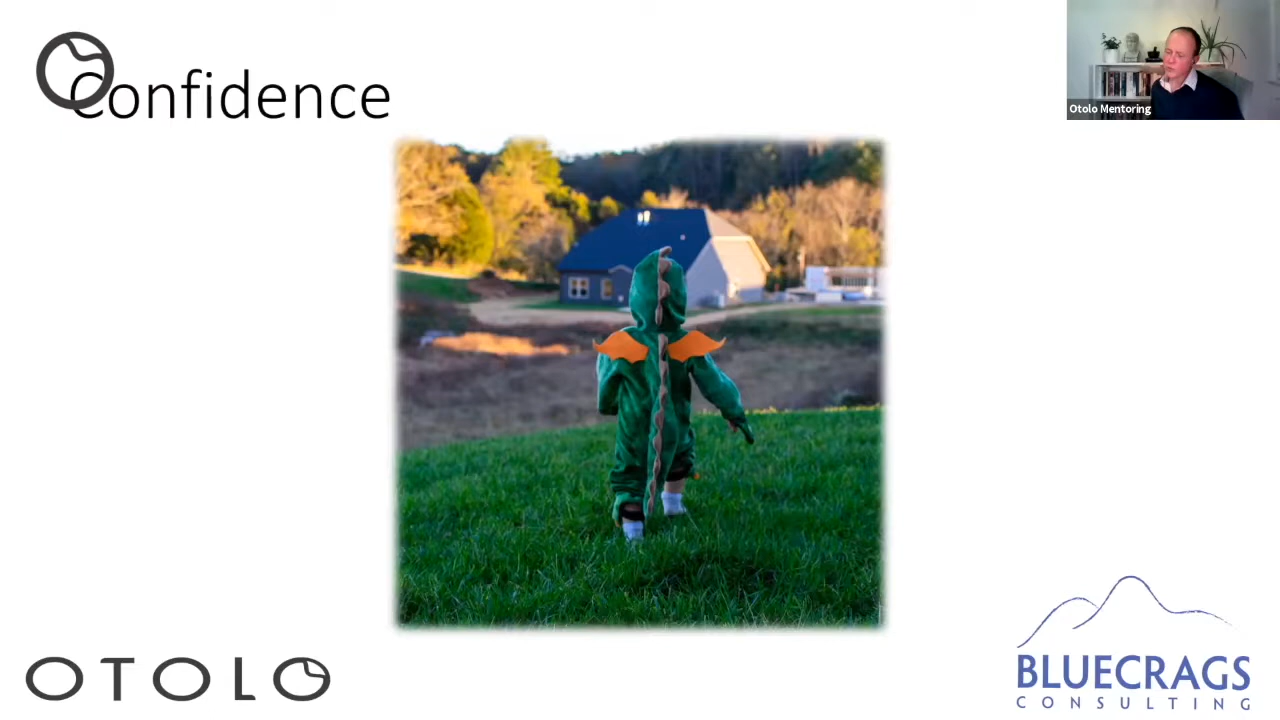 Confidence
Otolo Mentoring
OTOLO
BLUECRAGS
CONSULTING